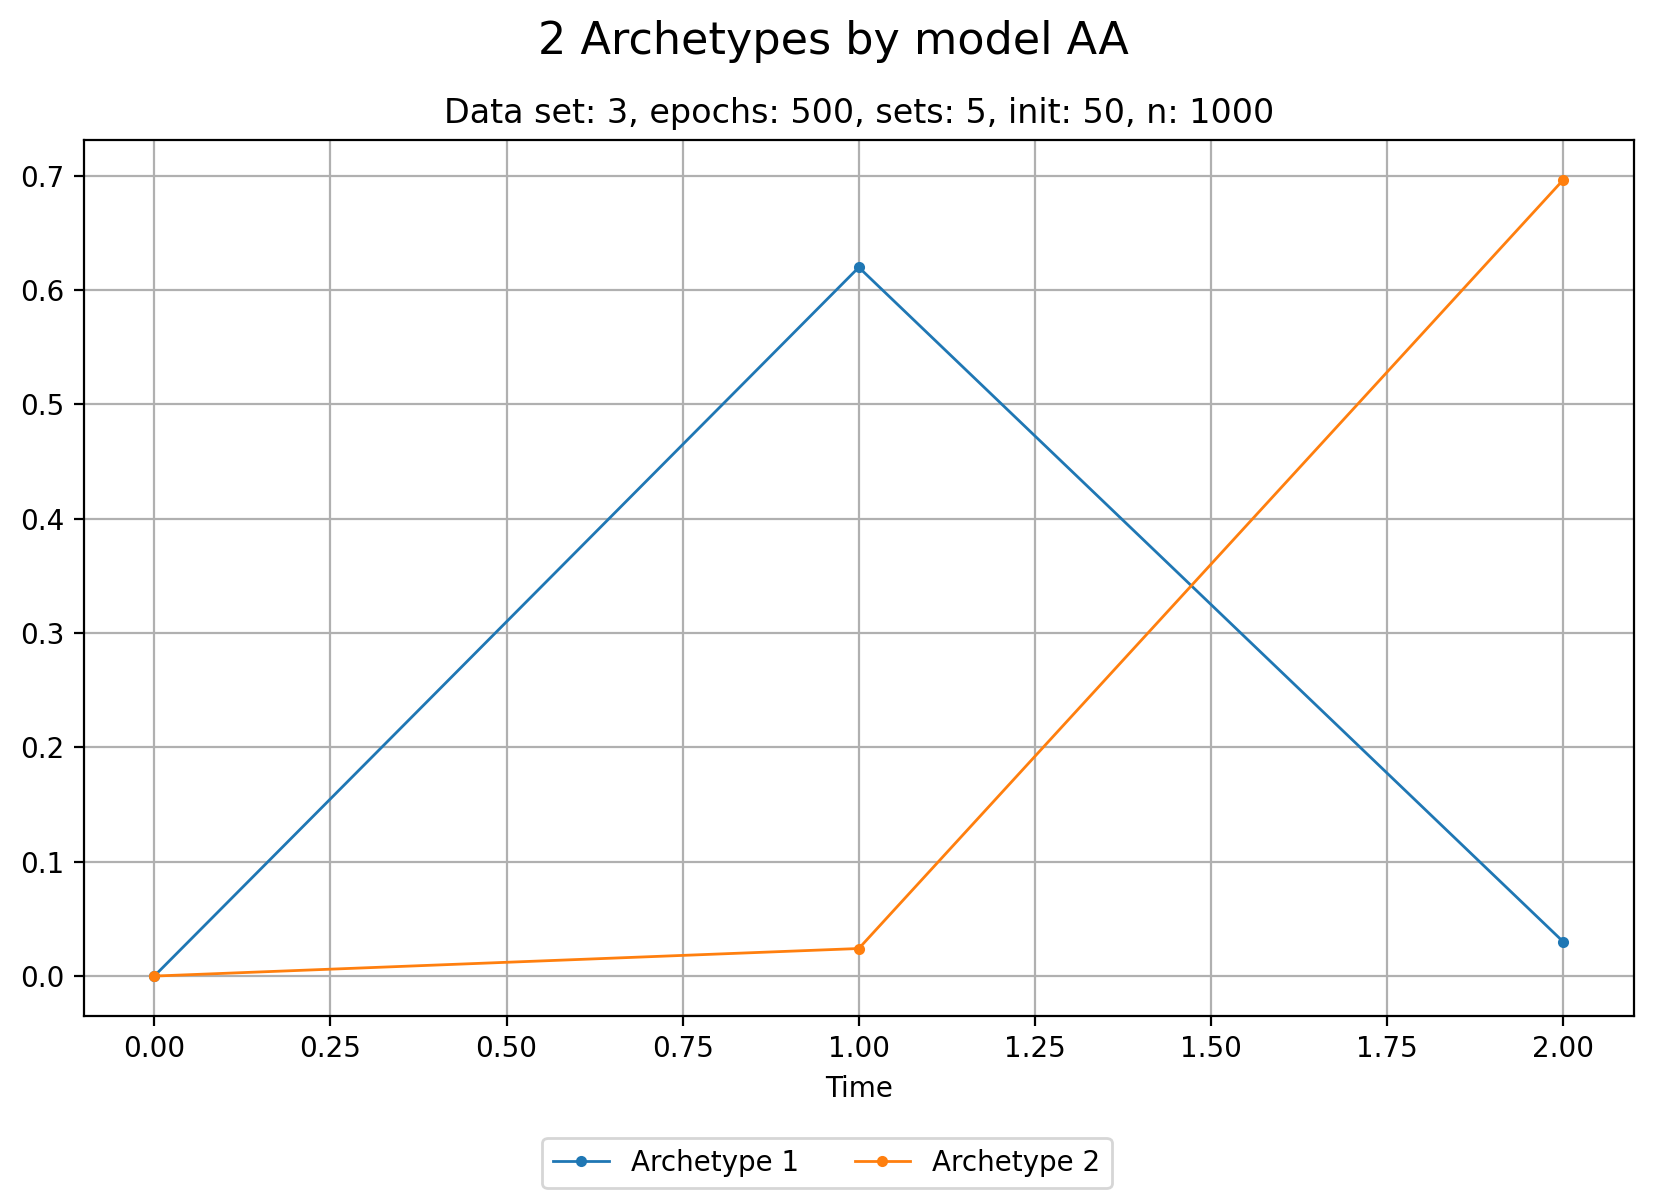 2 Archetypes by model AA
Data set: 3, epochs: 500, sets: 5, init: 50, n: 1000
0.7
0.6
0.5
0.4
0.3
0.2
0.1
0.0
0.00 0.25 0.50 0.75 1.00 1.25 1.50 1.75 2.00
Time
Archetype 1 Archetype 2